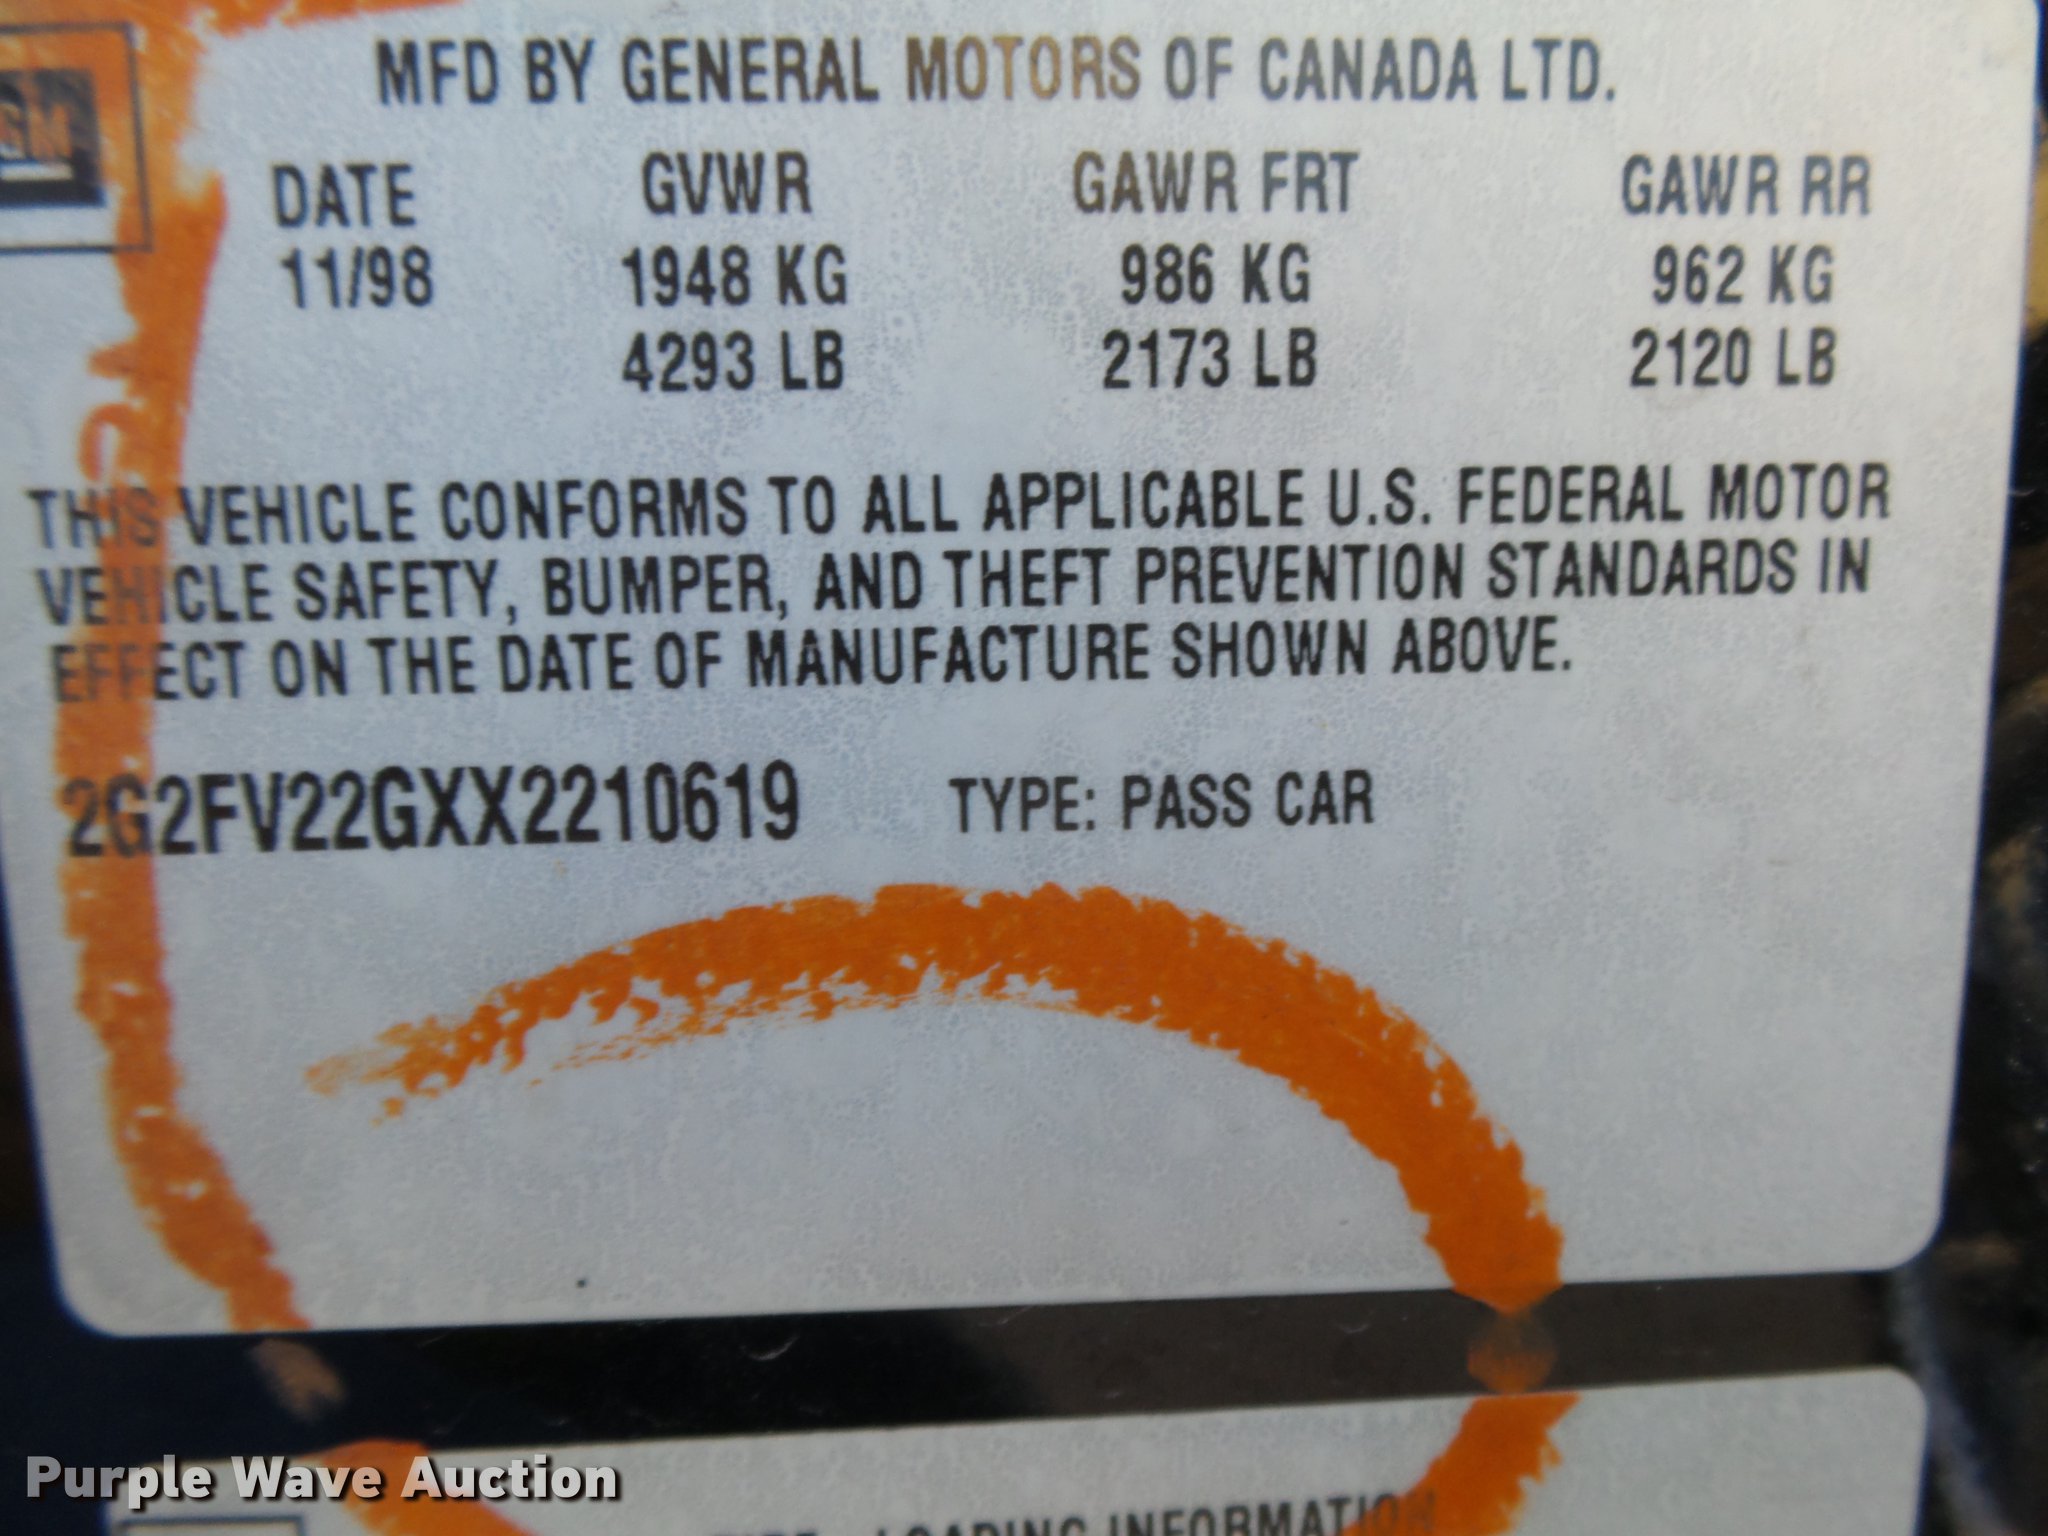 MFD BY GENERAL MOTORS OF CANADA LTD.
GM
DATE GVWR GAWR FRT GAWR RR
11/98 1948 KG 986 KG 962 KG
4293 LB 2173 LB 2120 LB
THIS VEHICLE CONFORMS TO ALL APPLICABLE U.S. FEDERAL MOTOR
VEHICLE SAFETY, BUMPER, AND THEFT PREVENTION STANDARDS IN
EFFECT ON THE DATE OF MANUFACTURE SHOWN ABOVE.
2G2FV22GXX2210619 TYPE: PASS CAR
Purple Wave Auction
LOADING INFORMATION